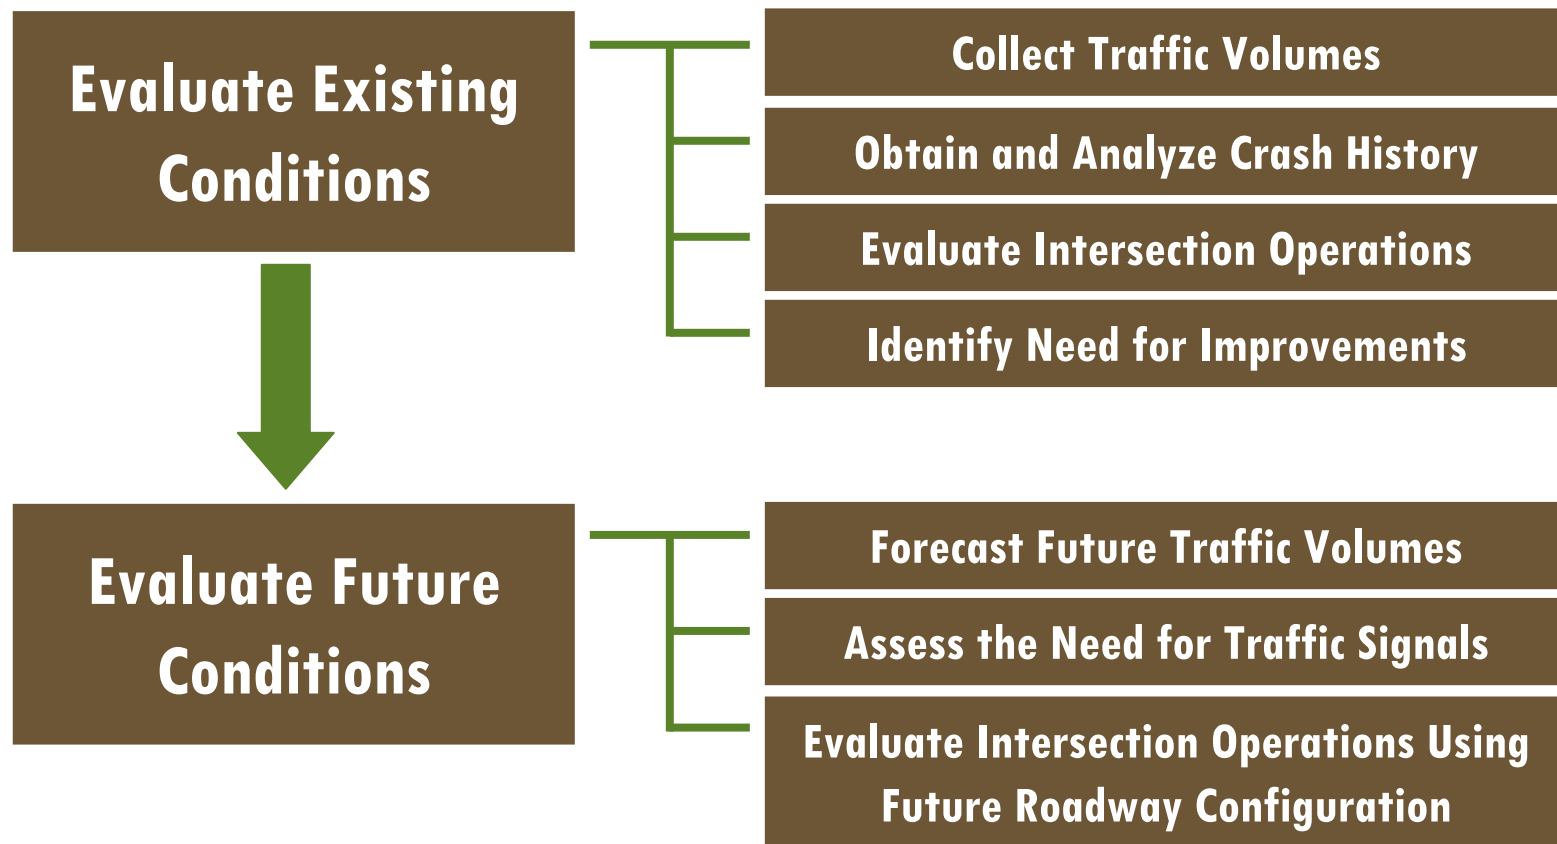 Evaluate Existing
Conditions
Collect Traffic Volumes
Obtain and Analyze Crash History
Evaluate Intersection Operations
Identify Need for Improvements
Evaluate Future
Conditions
Forecast Future Traffic Volumes
Assess the Need for Traffic Signals
Evaluate Intersection Operations Using
Future Roadway Configuration